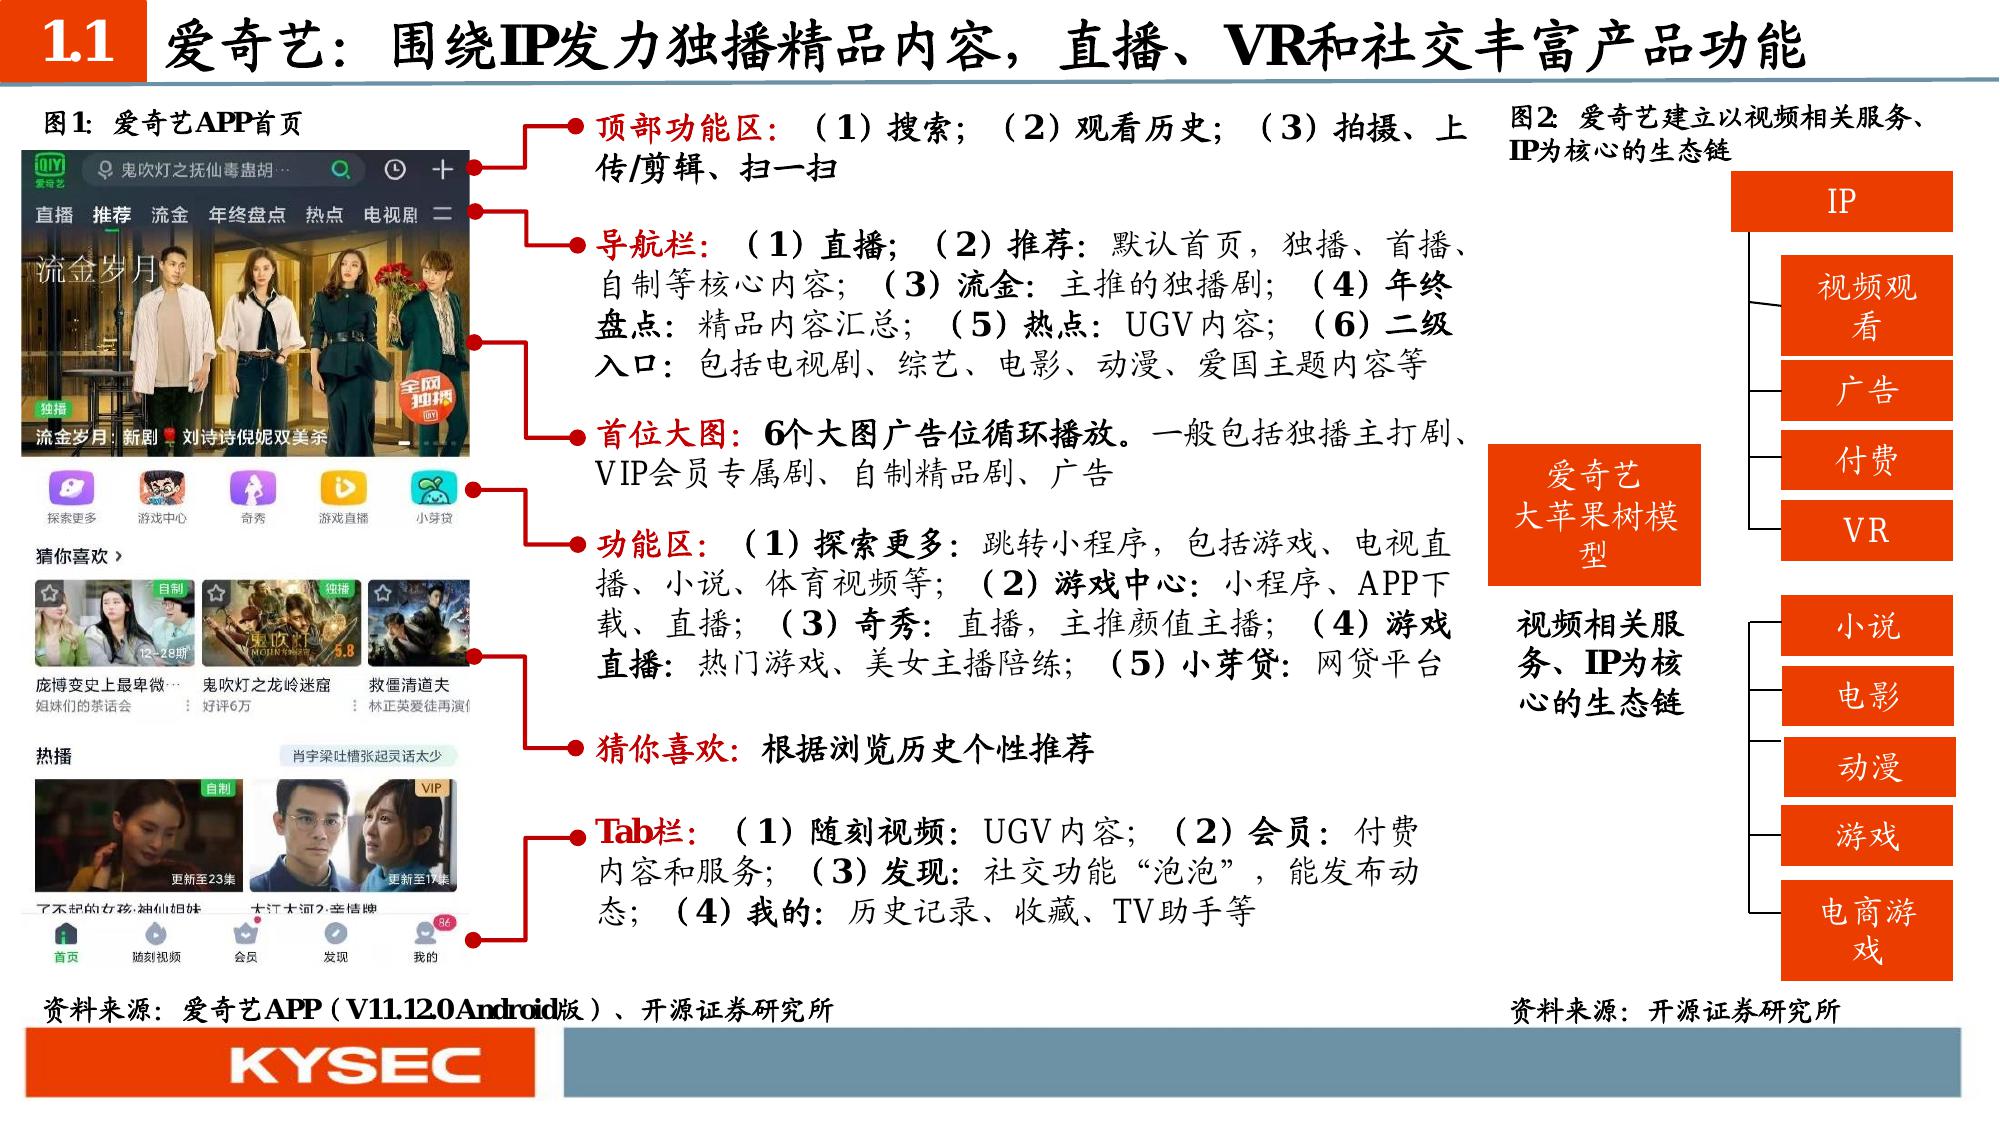 1.1 爱奇艺：围绕IP发力独播精品内容，直播、VR和社交丰富产品功能
图1：爱奇艺APP首页
爱奇艺
鬼吹灯之抚仙毒蛊胡…
直播 推荐 流金 年终盘点 热点 电视剧
流金岁月
全网
独播
独播
流金岁月：新剧🌹刘诗诗倪妮双美杀
探索更多 游戏中心 奇秀 游戏直播 小芽贷
猜你喜欢 ›
自制 独播
12-28期 鬼吹灯 5.8
庞博变史上最卑微… 鬼吹灯之龙岭迷窟 救僵清道夫
姐妹们的茶话会 好评6万 林正英爱徒再演
热播 肖宇梁吐槽张起灵话太少
自制 VIP
更新至23集 更新至17集
了不起的女孩·神仙姐妹 大江大河2·亲情牌
86
首页 随刻视频 会员 发现 我的
资料来源：爱奇艺APP（V11.12.0 Android版）、开源证券研究所
顶部功能区：（1）搜索；（2）观看历史；（3）拍摄、上
传/剪辑、扫一扫
导航栏：（1）直播；（2）推荐：默认首页，独播、首播、
自制等核心内容；（3）流金：主推的独播剧；（4）年终
盘点：精品内容汇总；（5）热点：UGV内容；（6）二级
入口：包括电视剧、综艺、电影、动漫、爱国主题内容等
首位大图：6个大图广告位循环播放。一般包括独播主打剧、
VIP会员专属剧、自制精品剧、广告
功能区：（1）探索更多：跳转小程序，包括游戏、电视直
播、小说、体育视频等；（2）游戏中心：小程序、APP下
载、直播；（3）奇秀：直播，主推颜值主播；（4）游戏
直播：热门游戏、美女主播陪练；（5）小芽贷：网贷平台
猜你喜欢：根据浏览历史个性推荐
Tab栏：（1）随刻视频：UGV内容；（2）会员：付费
内容和服务；（3）发现：社交功能“泡泡”，能发布动
态；（4）我的：历史记录、收藏、TV助手等
图2：爱奇艺建立以视频相关服务、
IP为核心的生态链
爱奇艺
大苹果树模
型
视频相关服
务、IP为核
心的生态链
IP
视频观
看
广告
付费
VR
小说
电影
动漫
游戏
电商游
戏
资料来源：开源证券研究所
KYSEC